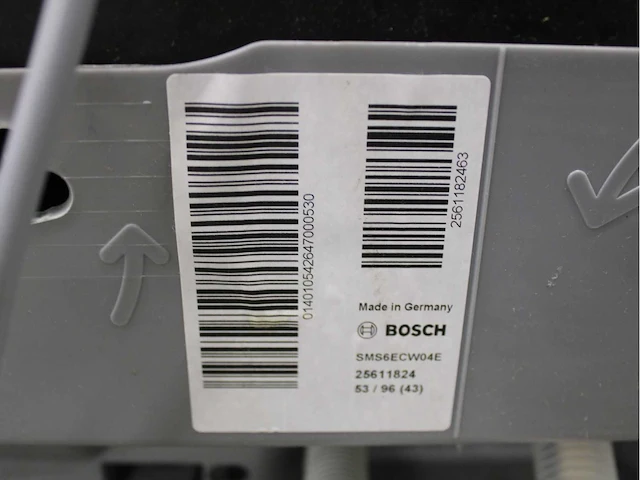 014010542647000530
2561182463
Made in Germany
BOSCH
SMS6ECW04E
25611824
53 / 96 (43)